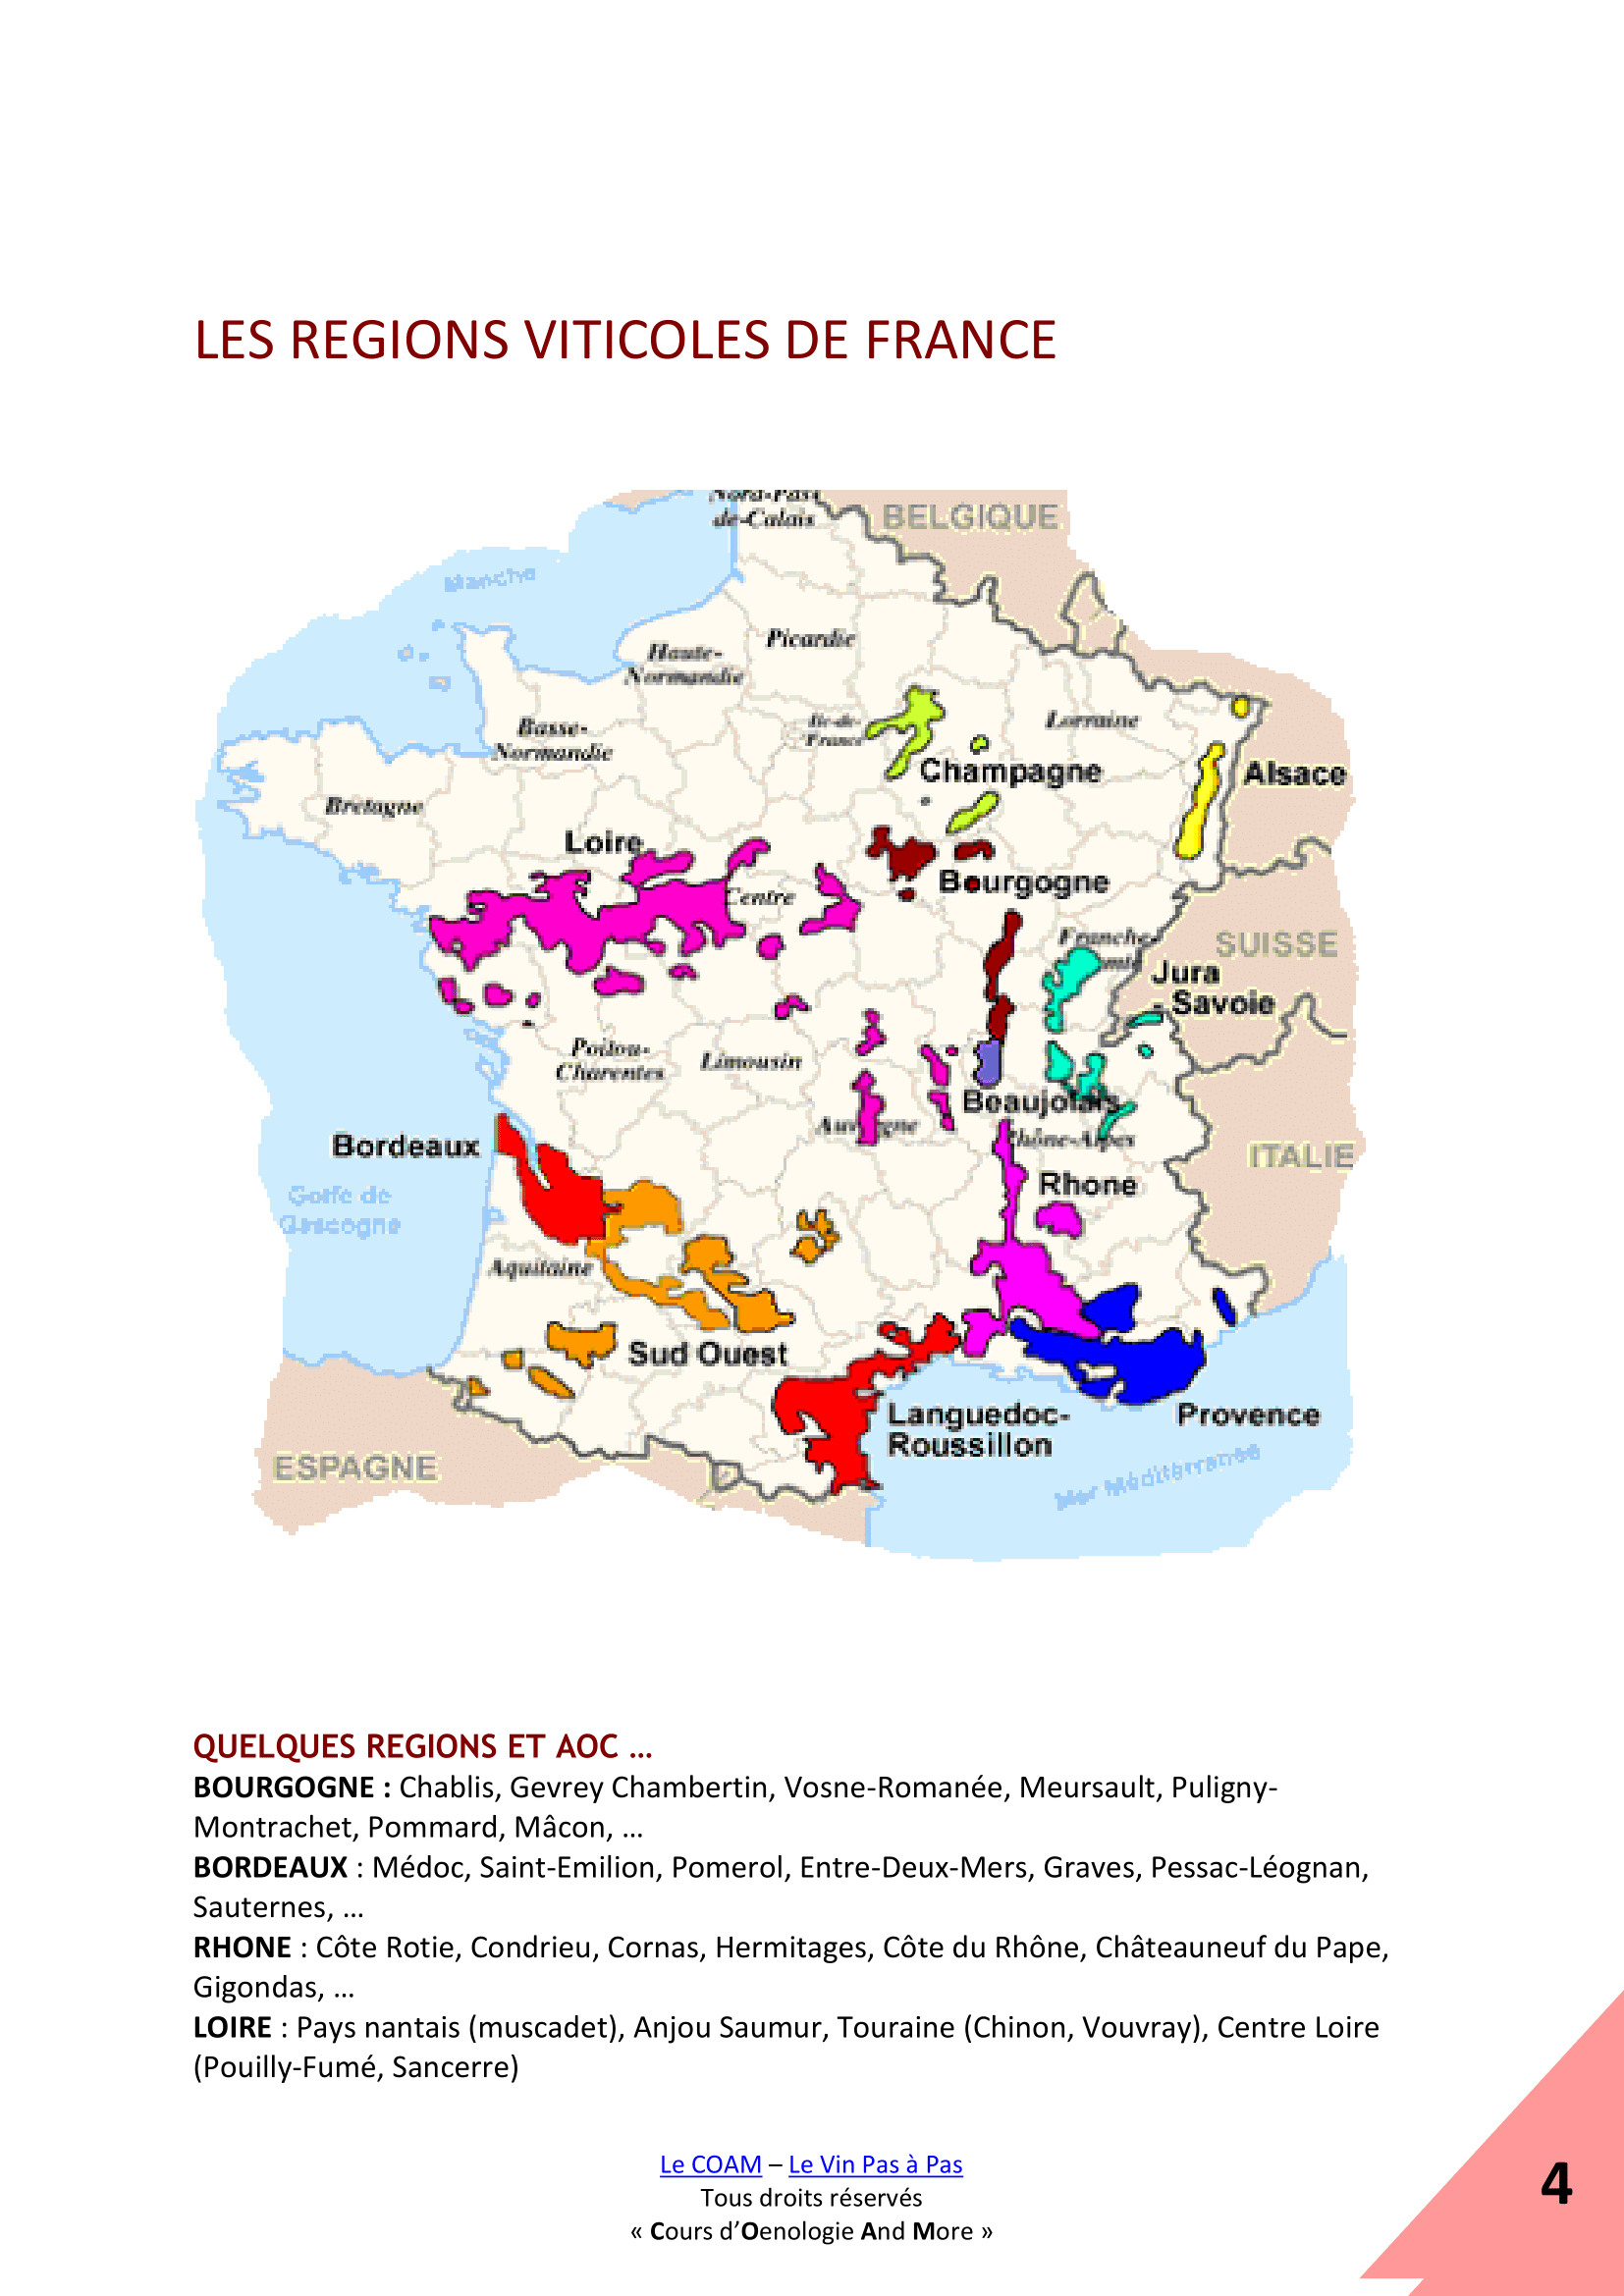 LES REGIONS VITICOLES DE FRANCE
Nord-Pas
de-Calais
BELGIQUE
Manche
Picardie
Haute-
Normandie
Basse-
Normandie
Ile-de-
France
Lorraine
Champagne
Alsace
Bretagne
Loire
Centre
Bourgogne
Franche
SUISSE
Jura
Savoie
Poitou-
Charentes
Limousin
Beaujolais
Auvergne
Rhône-Alpes
Bordeaux
ITALIE
Rhone
Golfe de
Gascogne
Aquitaine
Sud Ouest
Languedoc-
Roussillon
Provence
ESPAGNE
Mer Méditerranée
QUELQUES REGIONS ET AOC …
BOURGOGNE : Chablis, Gevrey Chambertin, Vosne-Romanée, Meursault, Puligny-
Montrachet, Pommard, Mâcon, …
BORDEAUX : Médoc, Saint-Emilion, Pomerol, Entre-Deux-Mers, Graves, Pessac-Léognan,
Sauternes, …
RHONE : Côte Rotie, Condrieu, Cornas, Hermitages, Côte du Rhône, Châteauneuf du Pape,
Gigondas, …
LOIRE : Pays nantais (muscadet), Anjou Saumur, Touraine (Chinon, Vouvray), Centre Loire
(Pouilly-Fumé, Sancerre)
Le COAM – Le Vin Pas à Pas
Tous droits réservés
« Cours d’Oenologie And More »
4